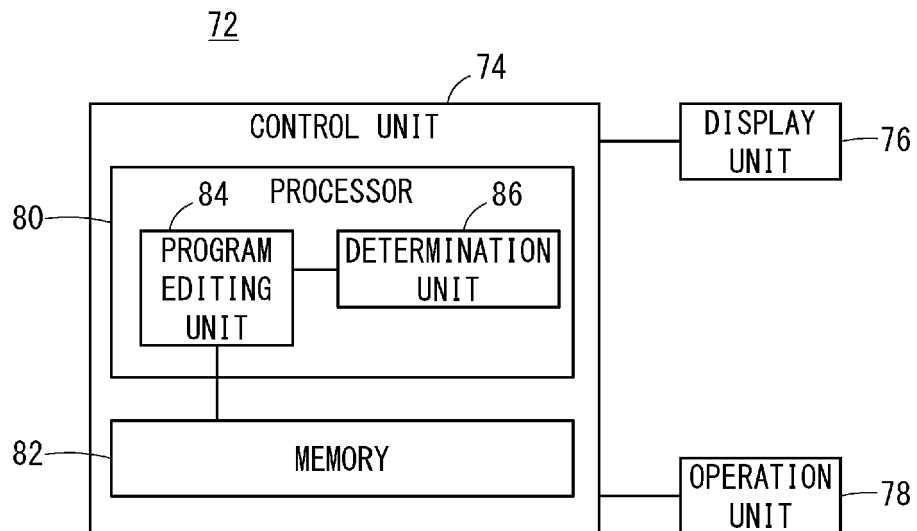 72
74
CONTROL UNIT
DISPLAY
UNIT
76
PROCESSOR
80
84
86
PROGRAM
EDITING
UNIT
DETERMINATION
UNIT
82
MEMORY
OPERATION
UNIT
78